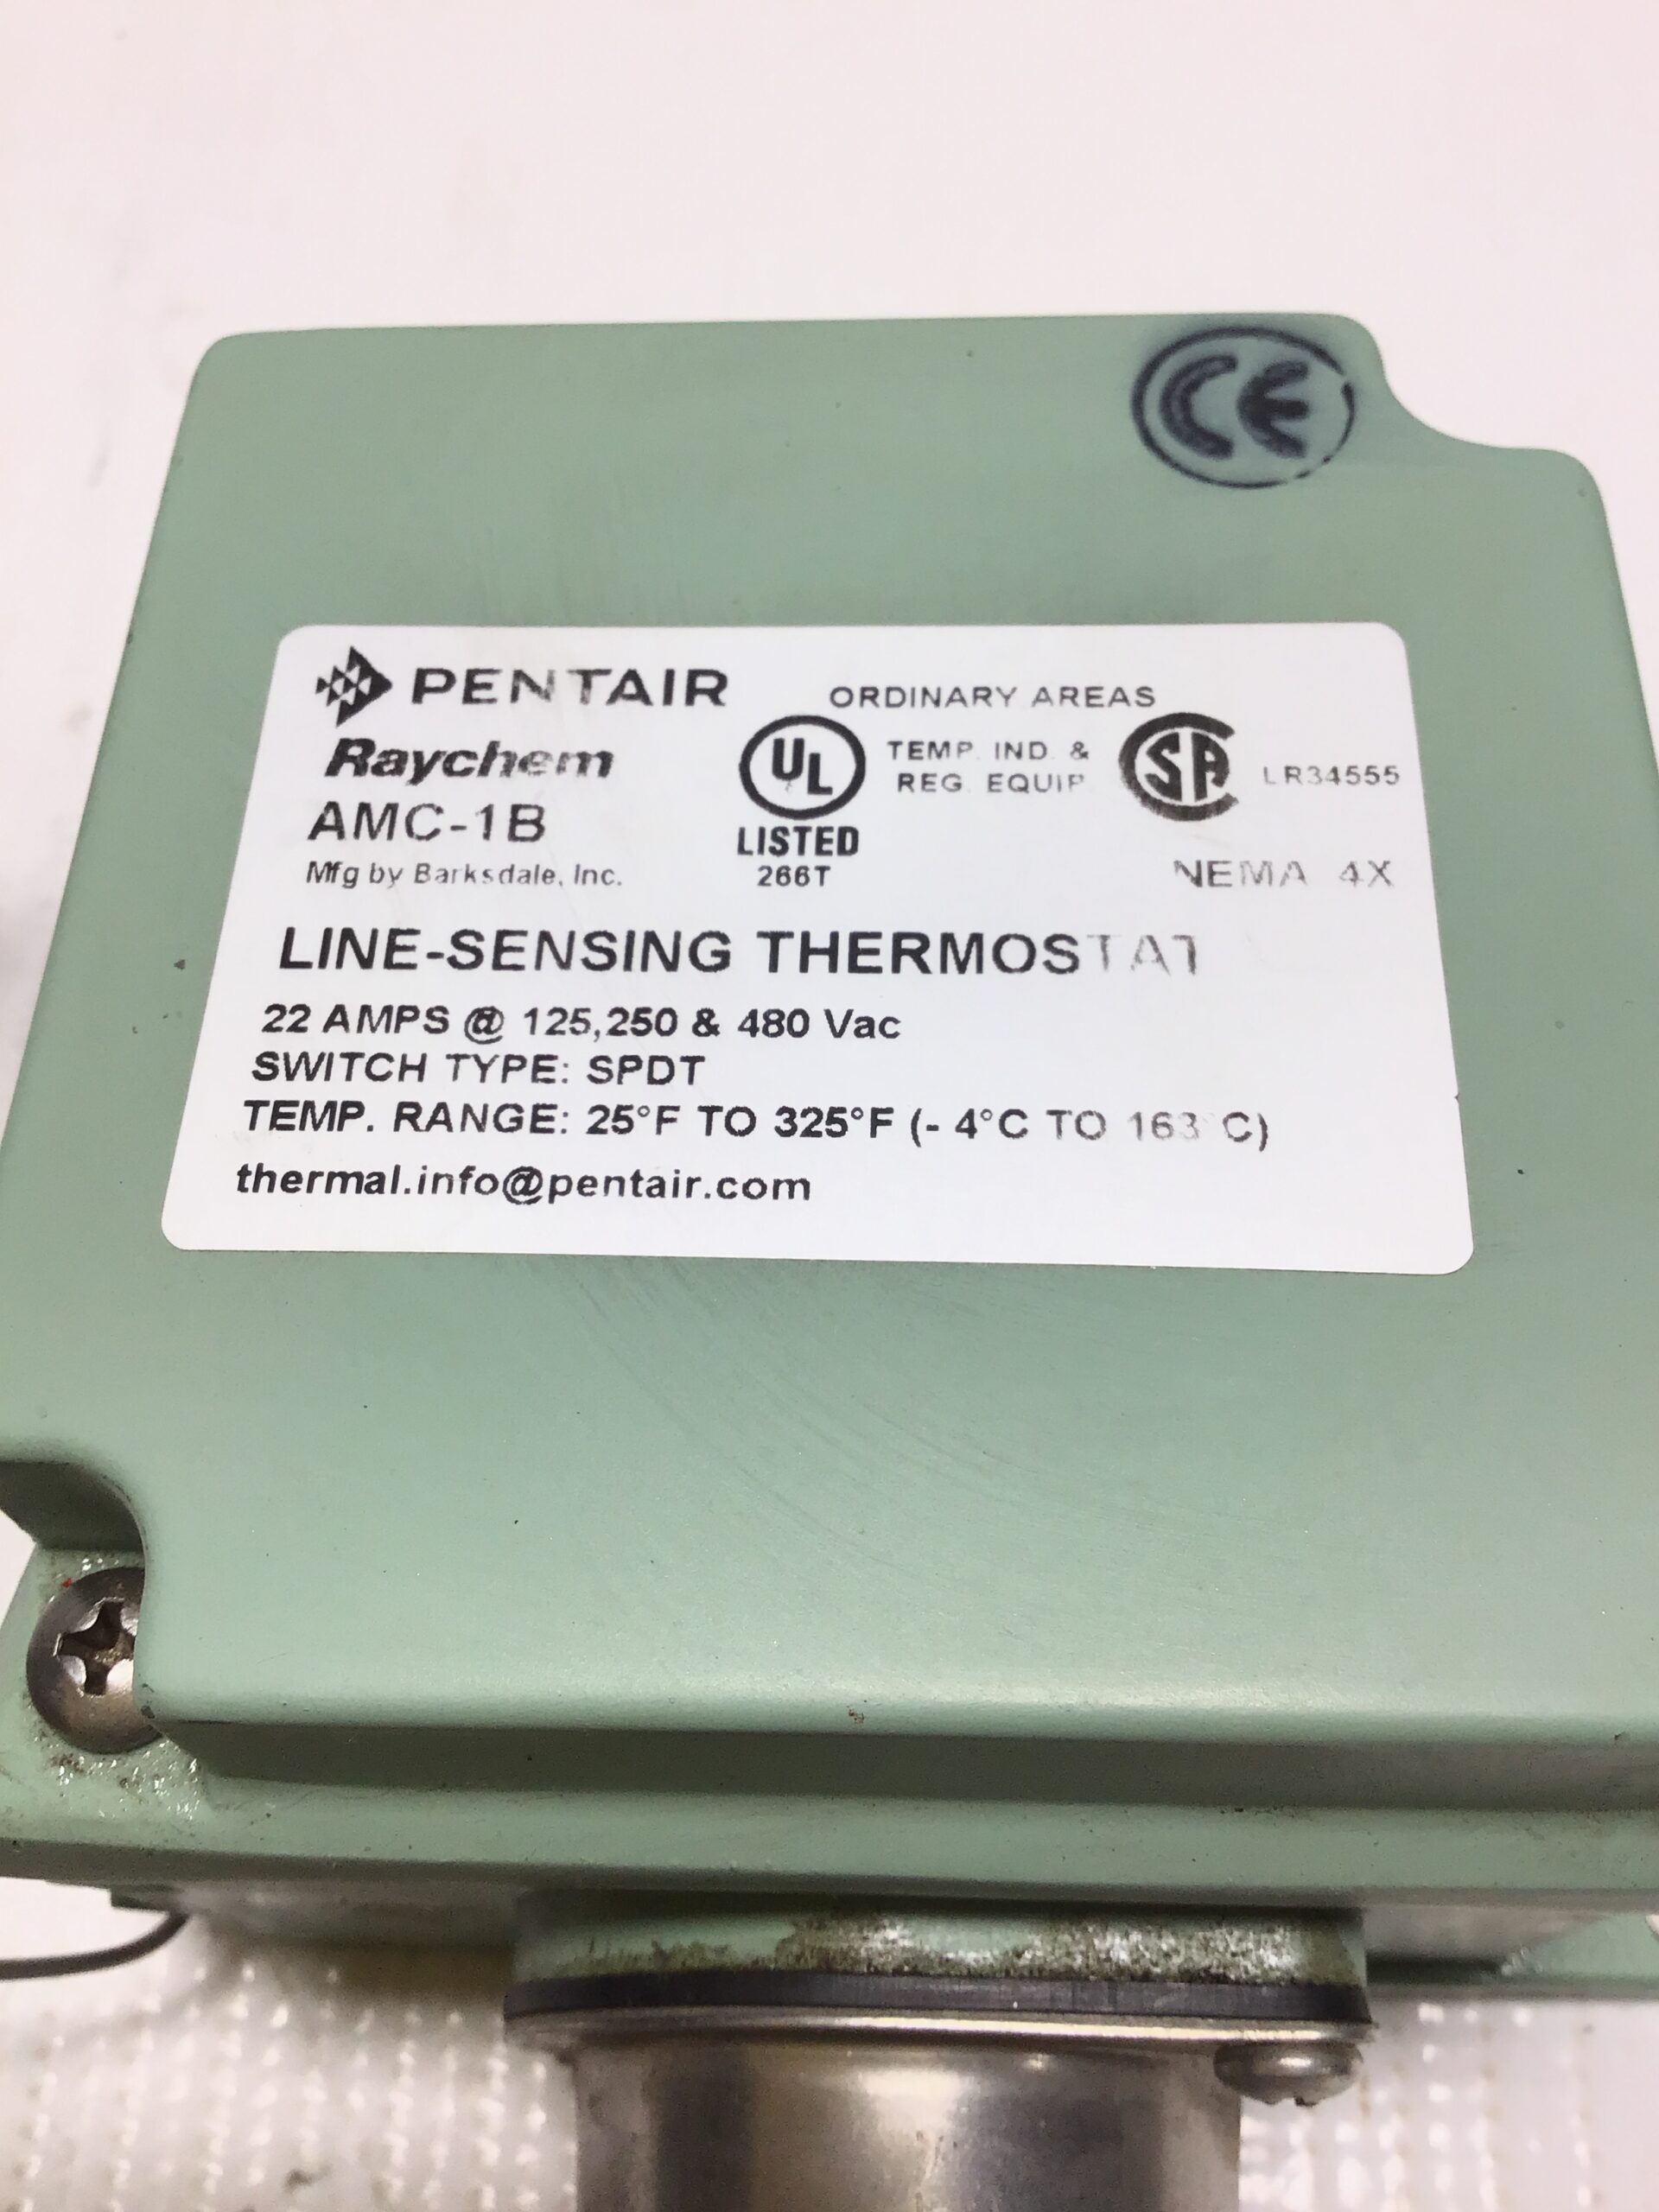 CE
PENTAIR
Raychem
AMC-1B
Mfg by Barksdale, Inc.
ORDINARY AREAS
UL
LISTED
266T
TEMP. IND. &
REG. EQUIP
SA
LR34555
NEMA 4X
LINE-SENSING THERMOSTAT
22 AMPS @ 125,250 & 480 Vac
SWITCH TYPE: SPDT
TEMP. RANGE: 25°F TO 325°F (- 4°C TO 163°C)
thermal.info@pentair.com